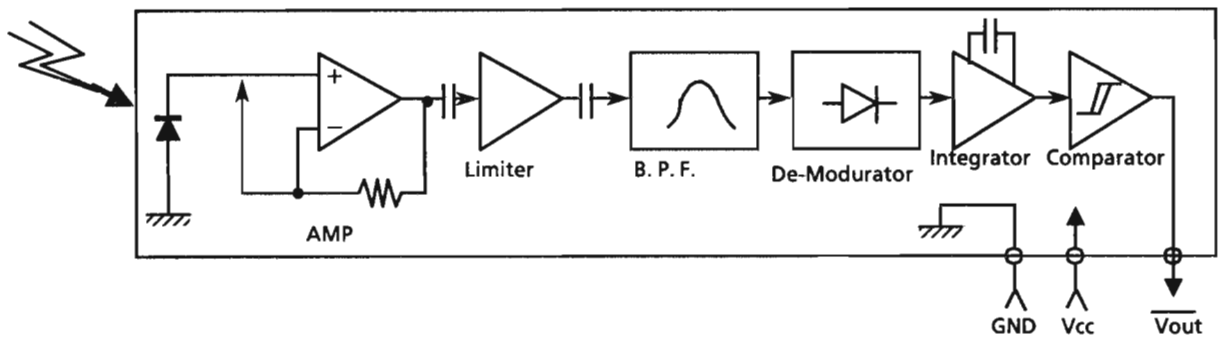 +
−
AMP
Limiter
B. P. F.
De-Modurator
Integrator
Comparator
GND
Vcc
Vout